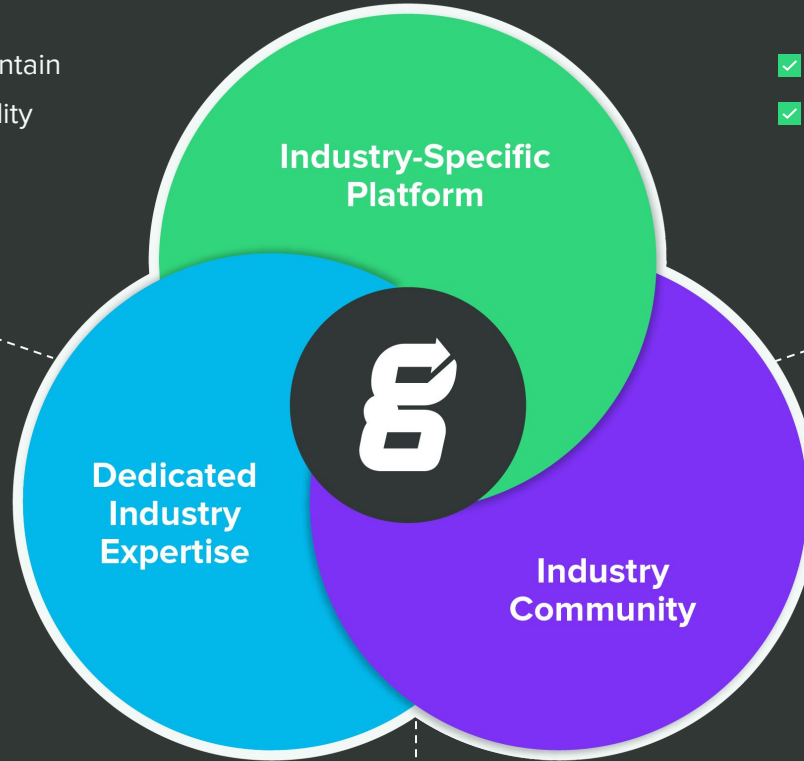 ntain
lity
Industry-Specific
Platform
Dedicated
Industry
Expertise
Industry
Community